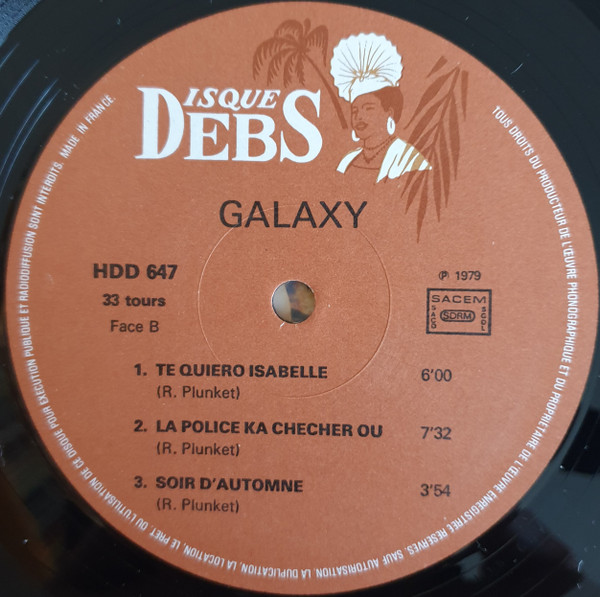 DISQUE
DEBS
GALAXY
HDD 647
33 tours
Face B
℗ 1979
SACEM
SACD
SDRM
SGDL
1. TE QUIERO ISABELLE 6'00
(R. Plunket)
2. LA POLICE KA CHECHER OU 7'32
(R. Plunket)
3. SOIR D'AUTOMNE 3'54
(R. Plunket)
TOUS DROITS DU PRODUCTEUR DE L'ŒUVRE PHONOGRAPHIQUE ET DU PROPRIETAIRE DE L'ŒUVRE ENREGISTREE RESERVES. SAUF AUTORISATION, LA DUPLICATION, LA LOCATION, LE PRET OU L'UTILISATION DE CE DISQUE POUR EXECUTION PUBLIQUE ET RADIODIFFUSION SONT INTERDITS. MADE IN FRANCE.